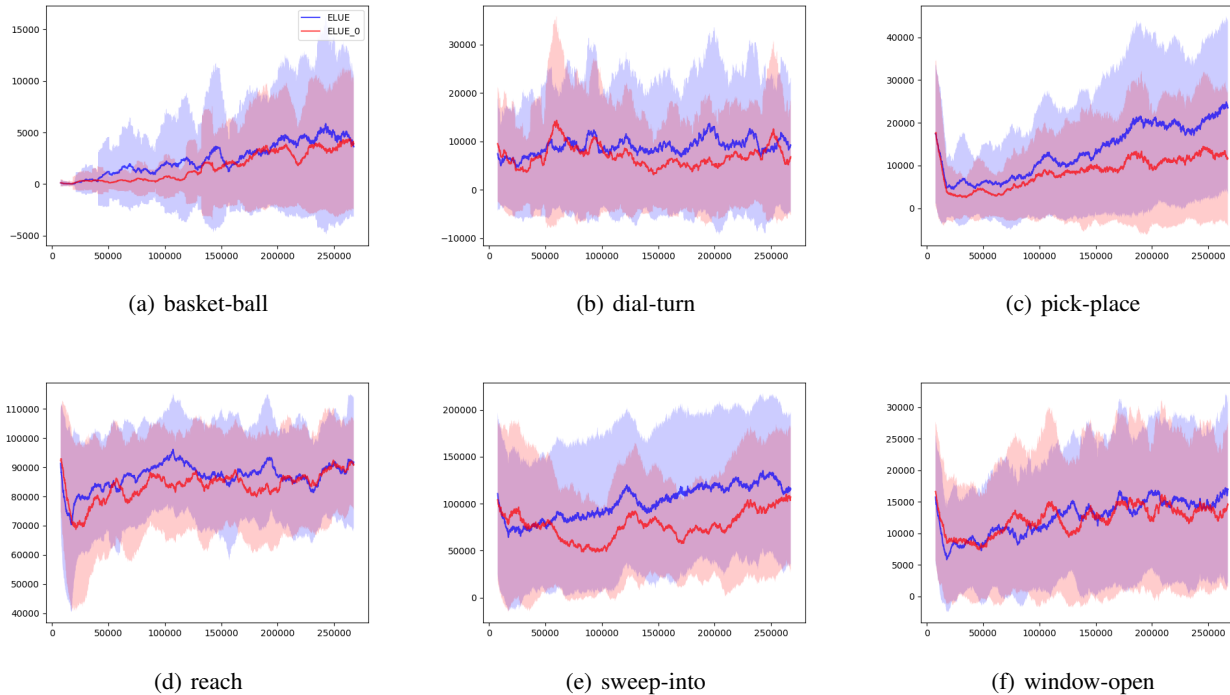 15000
10000
5000
0
−5000
0 50000 100000 150000 200000 250000
ELUE
ELUE_0
(a) basket-ball
30000
20000
10000
0
−10000
0 50000 100000 150000 200000 250000
(b) dial-turn
40000
30000
20000
10000
0
0 50000 100000 150000 200000 250000
(c) pick-place
110000
100000
90000
80000
70000
60000
50000
40000
0 50000 100000 150000 200000 250000
(d) reach
200000
150000
100000
50000
0
0 50000 100000 150000 200000 250000
(e) sweep-into
30000
25000
20000
15000
10000
5000
0
0 50000 100000 150000 200000 250000
(f) window-open